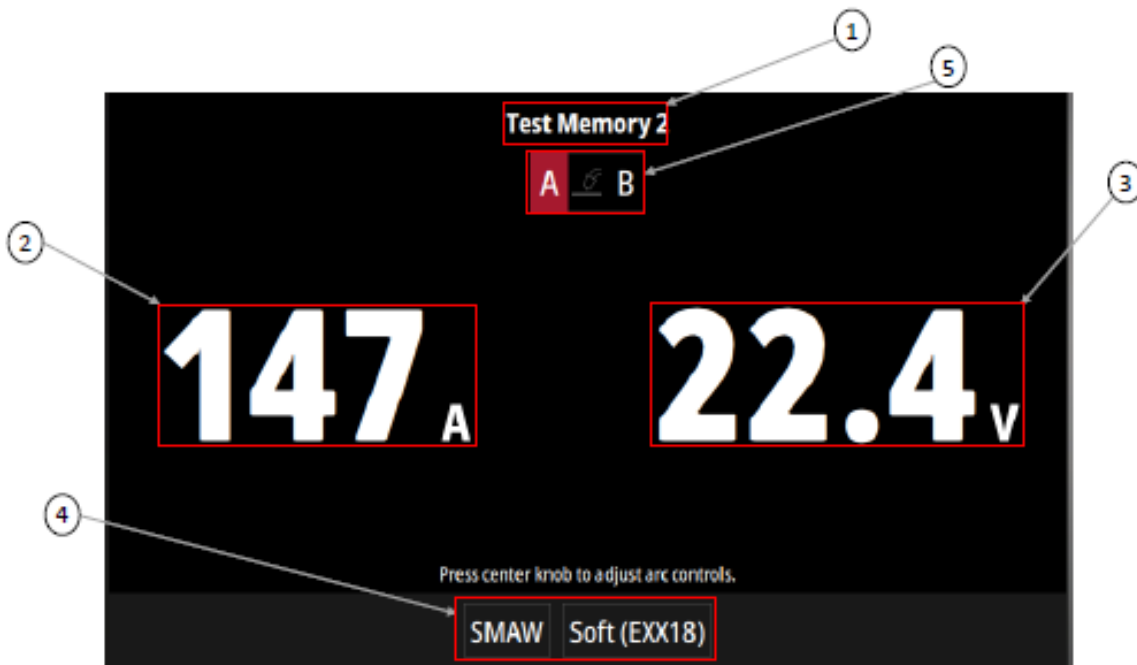 1
5
Test Memory 2
A B
3
2
147 A
22.4 V
4
Press center knob to adjust arc controls.
SMAW Soft (EXX18)